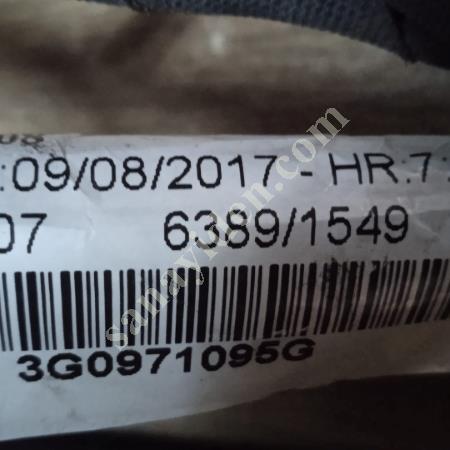 :09/08/2017 - HR:7:
07 6389/1549
3G0971095G
sanayiden.com